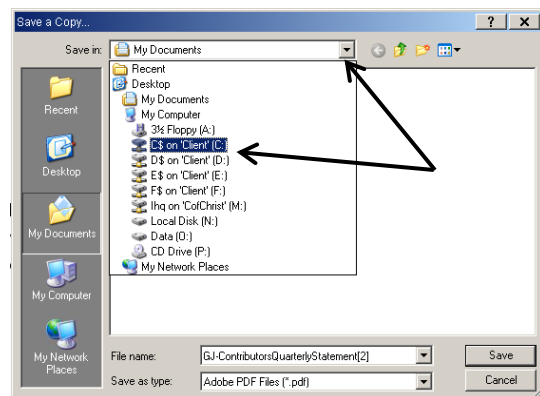 Save a Copy...
Save in: My Documents
Recent
Desktop
My Documents
My Computer
3½ Floppy (A:)
C$ on 'Client' (C:)
D$ on 'Client' (D:)
E$ on 'Client' (E:)
F$ on 'Client' (F:)
lhq on 'CofChrist' (M:)
Local Disk (N:)
Data (O:)
CD Drive (P:)
My Network Places
Recent
Desktop
My Documents
My Computer
My Network
Places
File name: GJ-ContributorsQuarterlyStatement[2]
Save
Save as type: Adobe PDF Files (*.pdf)
Cancel